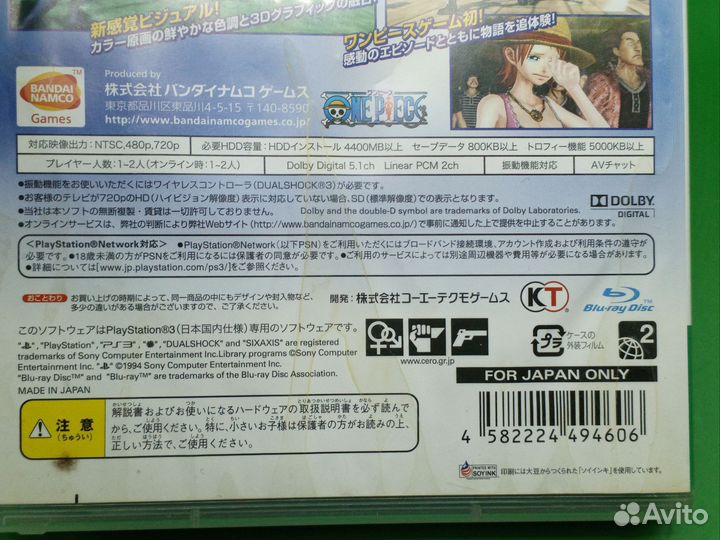 新感覚ビジュアル!
カラー原画の鮮やかな色調と3Dグラフィックの融合!
ワンピースゲーム初!
感動のエピソードとともに物語を追体験!
BANDAI
NAMCO
Games
Produced by
株式会社 バンダイナムコ ゲームス
東京都品川区東品川4-5-15 〒140-8590
http://www.bandainamcogames.co.jp/
ONE PIECE
対応映像出力:NTSC,480p,720p 必要HDD容量:HDDインストール 4400MB以上 セーブデータ 800KB以上 トロフィー機能 5000KB以上
プレイヤー人数:1~2人(オンライン時:1~2人) Dolby Digital 5.1ch Linear PCM 2ch 振動機能対応 AVチャット
●振動機能をお使いいただくにはワイヤレスコントローラ(DUALSHOCK®3)が必要です。
●お客様のテレビが720pのHD(ハイビジョン解像度)表示に対応していない場合、SD(標準解像度)での表示になります。
●当社は本ソフトの無断複製・賃貸は一切許可しておりません。 Dolby and the double-D symbol are trademarks of Dolby Laboratories.
●オンラインサービスは、弊社の判断により弊社Webサイト(http://www.bandainamcogames.co.jp/)で事前に通知した上で提供を中止することがあります。
DOLBY
DIGITAL
<PlayStation®Network対応> ●PlayStation®Network(以下PSN)をご利用いただくにはブロードバンド接続環境、アカウント作成および利用条件の遵守が
必要です。●18歳未満の方がPSNをご利用になるには保護者の同意が必要です。●ご利用のサービスによっては別途周辺機器や費用等が必要になる場合があります。
●詳細については[www.jp.playstation.com/ps3/]をご参照ください。
おことわり お買い上げの時期によって、同一商品の中にもデザインや封入物など、
多少の違いがある場合がございますので、ご了承ください。
開発:株式会社コーエーテクモゲームス
KT
Blu-ray Disc
このソフトウェアはPlayStation®3(日本国内仕様)専用のソフトウェアです。
"PlayStation", "PS3", "DUALSHOCK" and "SIXAXIS" are registered
trademarks of Sony Computer Entertainment Inc.Library programs ©Sony Computer
Entertainment Inc. ©1994 Sony Computer Entertainment Inc.
"Blu-ray Disc™" and "Blu-ray™" are trademarks of the Blu-ray Disc Association.
MADE IN JAPAN
www.cero.gr.jp
プラ
ケースの
外装フィルム
2
FOR JAPAN ONLY
注意
(ちゅうい)
解説書およびお使いになるハードウェアの取扱説明書を必ず読んで
から、ご使用ください。特に、小さいお子様は保護者の方がお読みの上、
正しい方法で、ご使用ください。
4 582224 494606
PRINTED WITH
SOY INK
印刷には大豆からつくられた「ソイインキ」を使用しています。
Avito